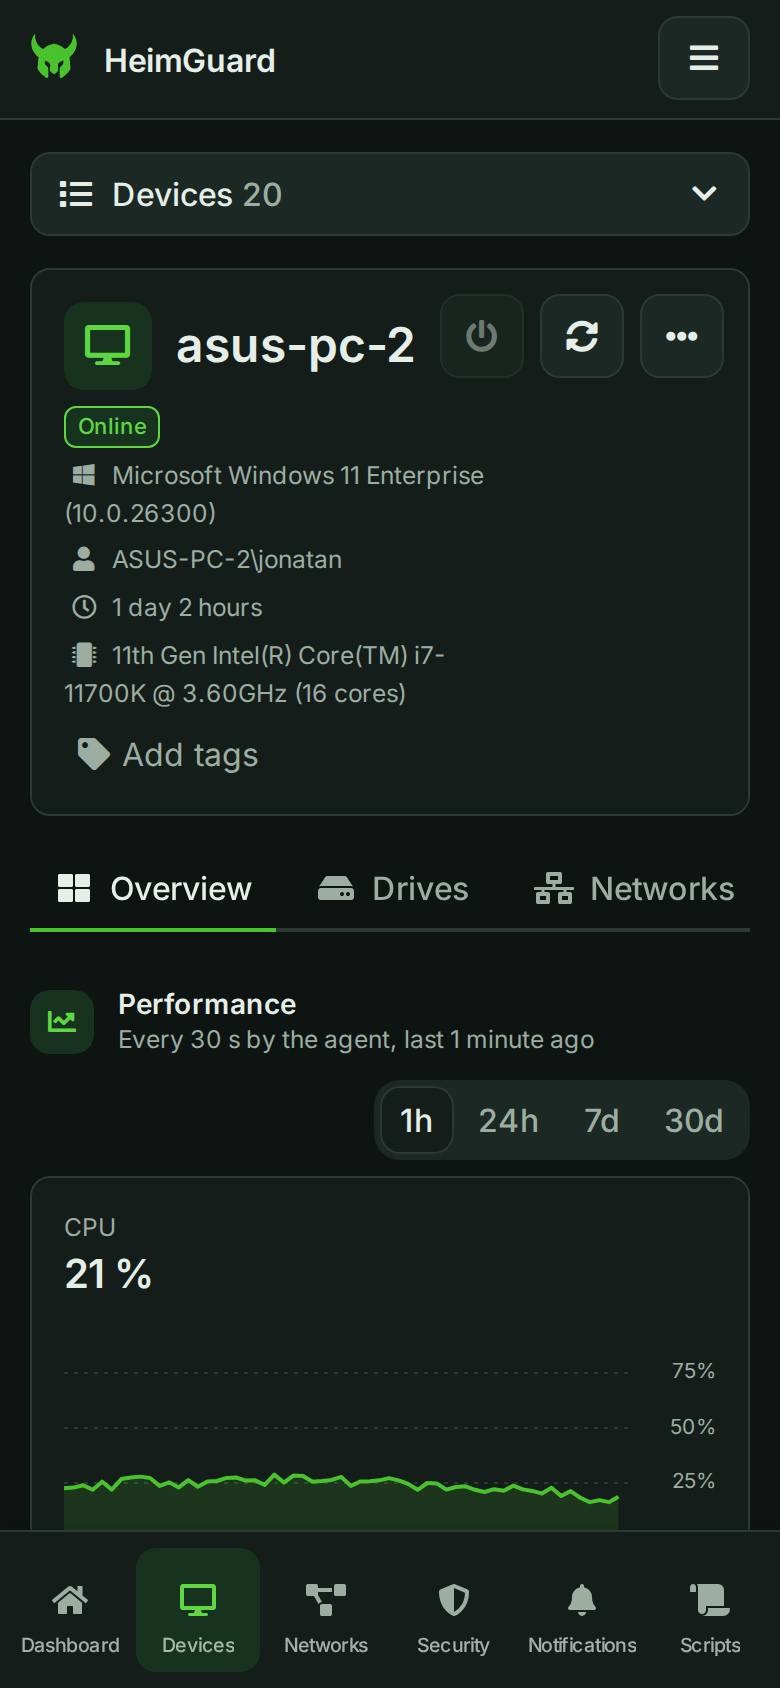 HeimGuard
Devices 20
asus-pc-2
Online
Microsoft Windows 11 Enterprise
(10.0.26300)
ASUS-PC-2\jonatan
1 day 2 hours
11th Gen Intel(R) Core(TM) i7-
11700K @ 3.60GHz (16 cores)
Add tags
Overview Drives Networks
Performance
Every 30 s by the agent, last 1 minute ago
1h 24h 7d 30d
CPU
21 %
75%
50%
25%
Dashboard Devices Networks Security Notifications Scripts